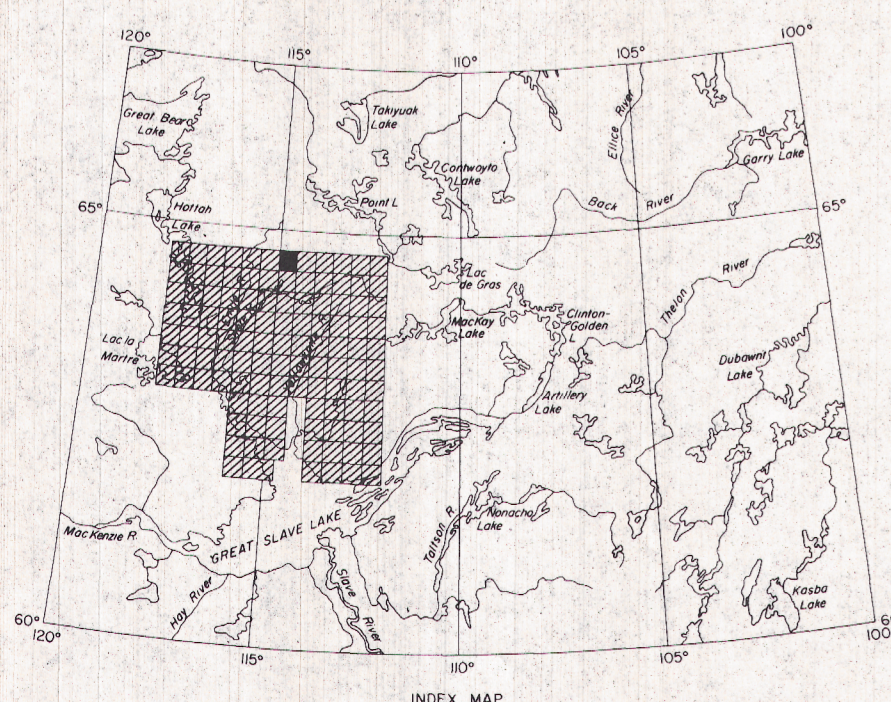 120°
115°
110°
105°
100°
Great Bear
Lake
Takiyuak
Lake
Ellice River
Contwoyto
Lake
Garry Lake
Point L
Back River
65°
65°
Hottah
Lake
Lac
de Gras
Thelon River
MacKay
Lake
Clinton-
Golden
L
Lac la
Martre
Dubawnt
Lake
Yellowknife
Artillery
Lake
Taltson R.
Nonacho
Lake
MacKenzie R.
GREAT SLAVE LAKE
Hay River
Slave River
Kasba
Lake
60°
120°
115°
110°
105°
100
INDEX MAP